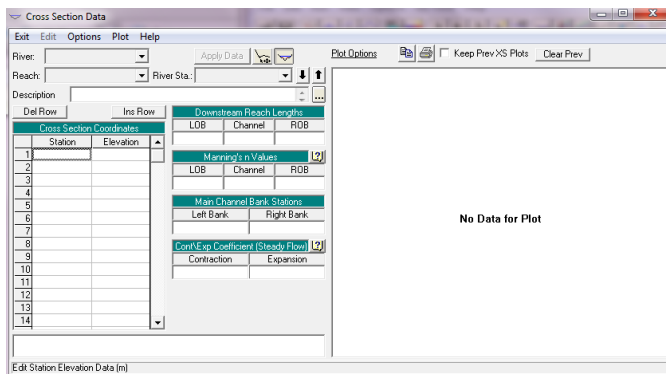 Cross Section Data
Exit Edit Options Plot Help
River: Apply Data Plot Options Keep Prev XS Plots Clear Prev
Reach: River Sta.:
Description ...
Del Row Ins Row Downstream Reach Lengths
Cross Section Coordinates LOB Channel ROB
Station Elevation
1
2 Manning's n Values
3 LOB Channel ROB
4
5 Main Channel Bank Stations
6 Left Bank Right Bank No Data for Plot
7
8 Cont\Exp Coefficient (Steady Flow)
9 Contraction Expansion
10
11
12
13
14
Edit Station Elevation Data (m)